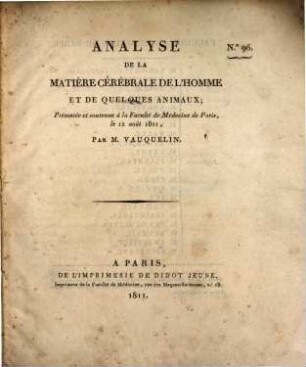 N.º 96.
ANALYSE
DE LA
MATIÈRE CÉRÉBRALE DE L'HOMME
ET DE QUELQUES ANIMAUX;
Présentée et soutenue à la Faculté de Médecine de Paris,
le 12 août 1811,
PAR M. VAUQUELIN.
A PARIS,
DE L'IMPRIMERIE DE DIDOT JEUNE,
Imprimeur de la Faculté de Médecine, rue des Maçons-Sorbonne, n.º 13.
1811.